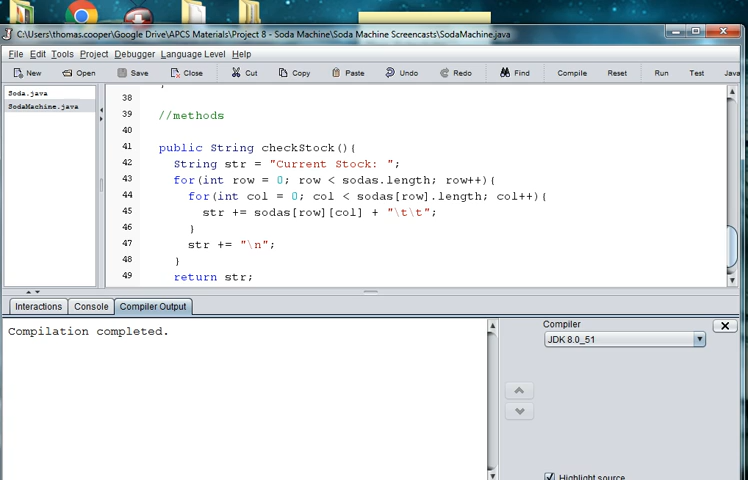 C:\Users\thomas.cooper\Google Drive\APCS Materials\Project 8 - Soda Machine\Soda Machine Screencasts\SodaMachine.java
File Edit Tools Project Debugger Language Level Help
New Open Save Close Cut Copy Paste Undo Redo Find Compile Reset Run Test Java
Soda.java
SodaMachine.java
38
39 //methods
40
41 public String checkStock(){
42 String str = "Current Stock: ";
43 for(int row = 0; row < sodas.length; row++){
44 for(int col = 0; col < sodas[row].length; col++){
45 str += sodas[row][col] + "\t\t";
46 }
47 str += "\n";
48 }
49 return str;
Interactions Console Compiler Output
Compilation completed.
Compiler
JDK 8.0_51
Highlight source